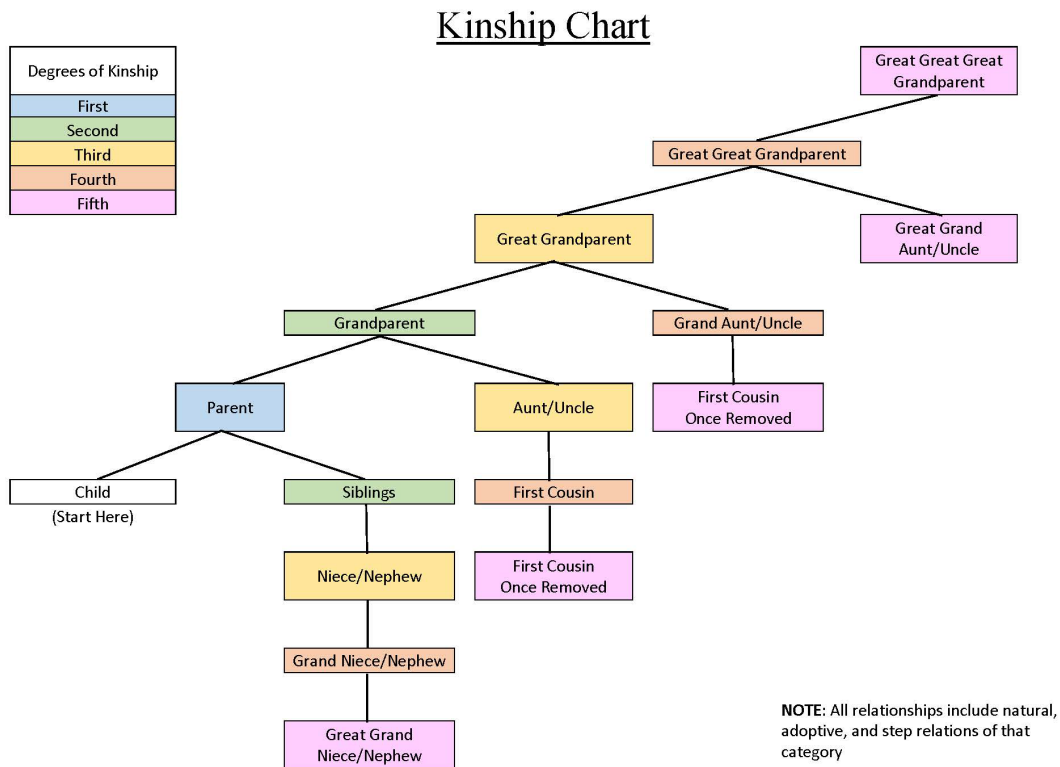 Kinship Chart
Degrees of Kinship
First
Second
Third
Fourth
Fifth
Great Great Great
Grandparent
Great Great Grandparent
Great Grandparent
Great Grand
Aunt/Uncle
Grandparent
Grand Aunt/Uncle
Parent
Aunt/Uncle
First Cousin
Once Removed
Child
(Start Here)
Siblings
First Cousin
Niece/Nephew
First Cousin
Once Removed
Grand Niece/Nephew
Great Grand
Niece/Nephew
NOTE: All relationships include natural,
adoptive, and step relations of that
category